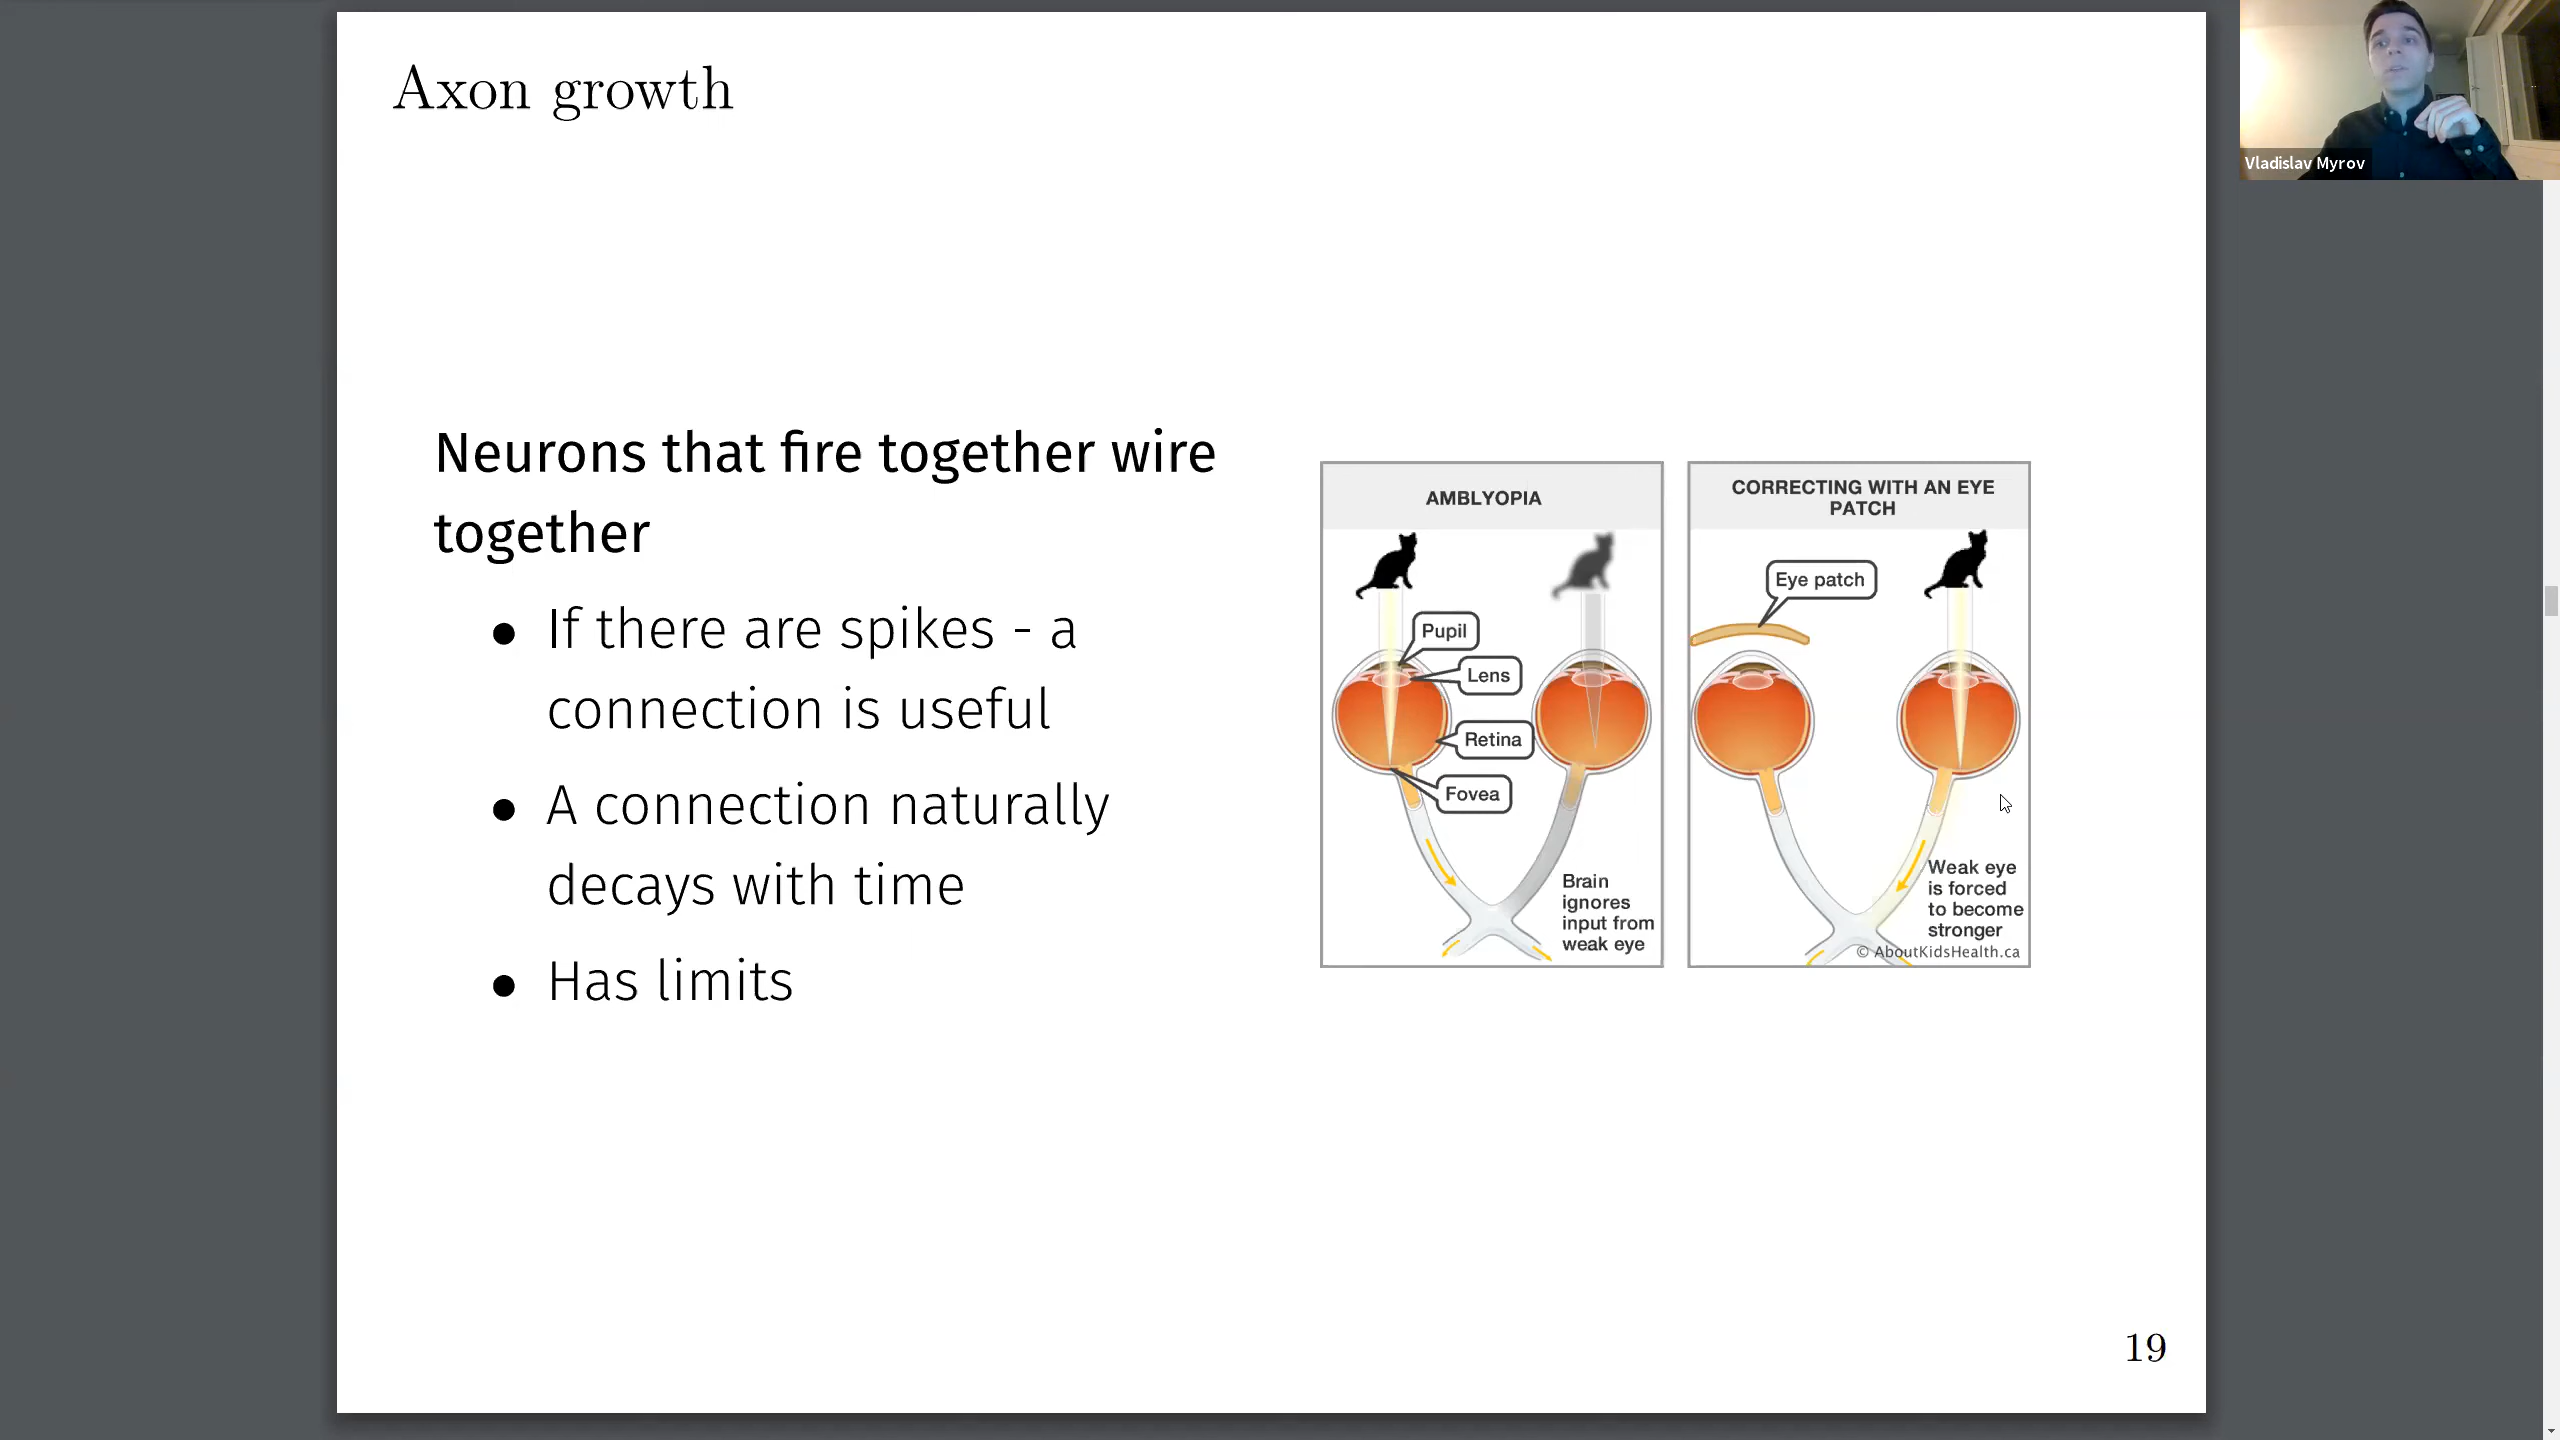 Axon growth
Vladislav Myrov
Neurons that fire together wire
together
• If there are spikes - a
connection is useful
• A connection naturally
decays with time
• Has limits
AMBLYOPIA
Pupil
Lens
Retina
Fovea
Brain
ignores
input from
weak eye
CORRECTING WITH AN EYE
PATCH
Eye patch
Weak eye
is forced
to become
stronger
© AboutKidsHealth.ca
19